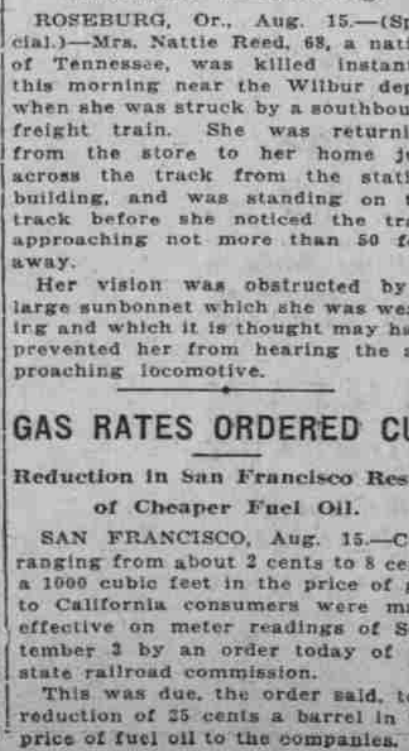 ROSEBURG, Or., Aug. 15.—(Sp
cial.)—Mrs. Nattie Reed, 68, a nati
of Tennessee, was killed instan
this morning near the Wilbur dep
when she was struck by a southbou
freight train. She was returni
from the store to her home j
across the track from the stati
building, and was standing on t
track before she noticed the tra
approaching not more than 50 f
away.
Her vision was obstructed by
large sunbonnet which she was wea
ing and which it is thought may ha
prevented her from hearing the a
proaching locomotive.
GAS RATES ORDERED CU
Reduction in San Francisco Res
of Cheaper Fuel Oil.
SAN FRANCISCO, Aug. 15.—C
ranging from about 2 cents to 8 ce
a 1000 cubic feet in the price of g
to California consumers were m
effective on meter readings of S
tember 3 by an order today of
state railroad commission.
This was due, the order said, t
reduction of 25 cents a barrel in
price of fuel oil to the companies.